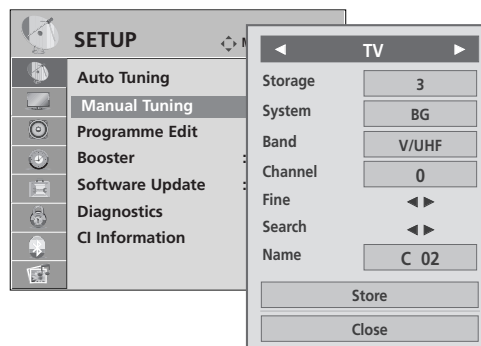 SETUP
Auto Tuning
Manual Tuning
Programme Edit
Booster :
Software Update :
Diagnostics
CI Information
◄ TV ►
Storage 3
System BG
Band V/UHF
Channel 0
Fine ◄ ►
Search ◄ ►
Name C 02
Store
Close